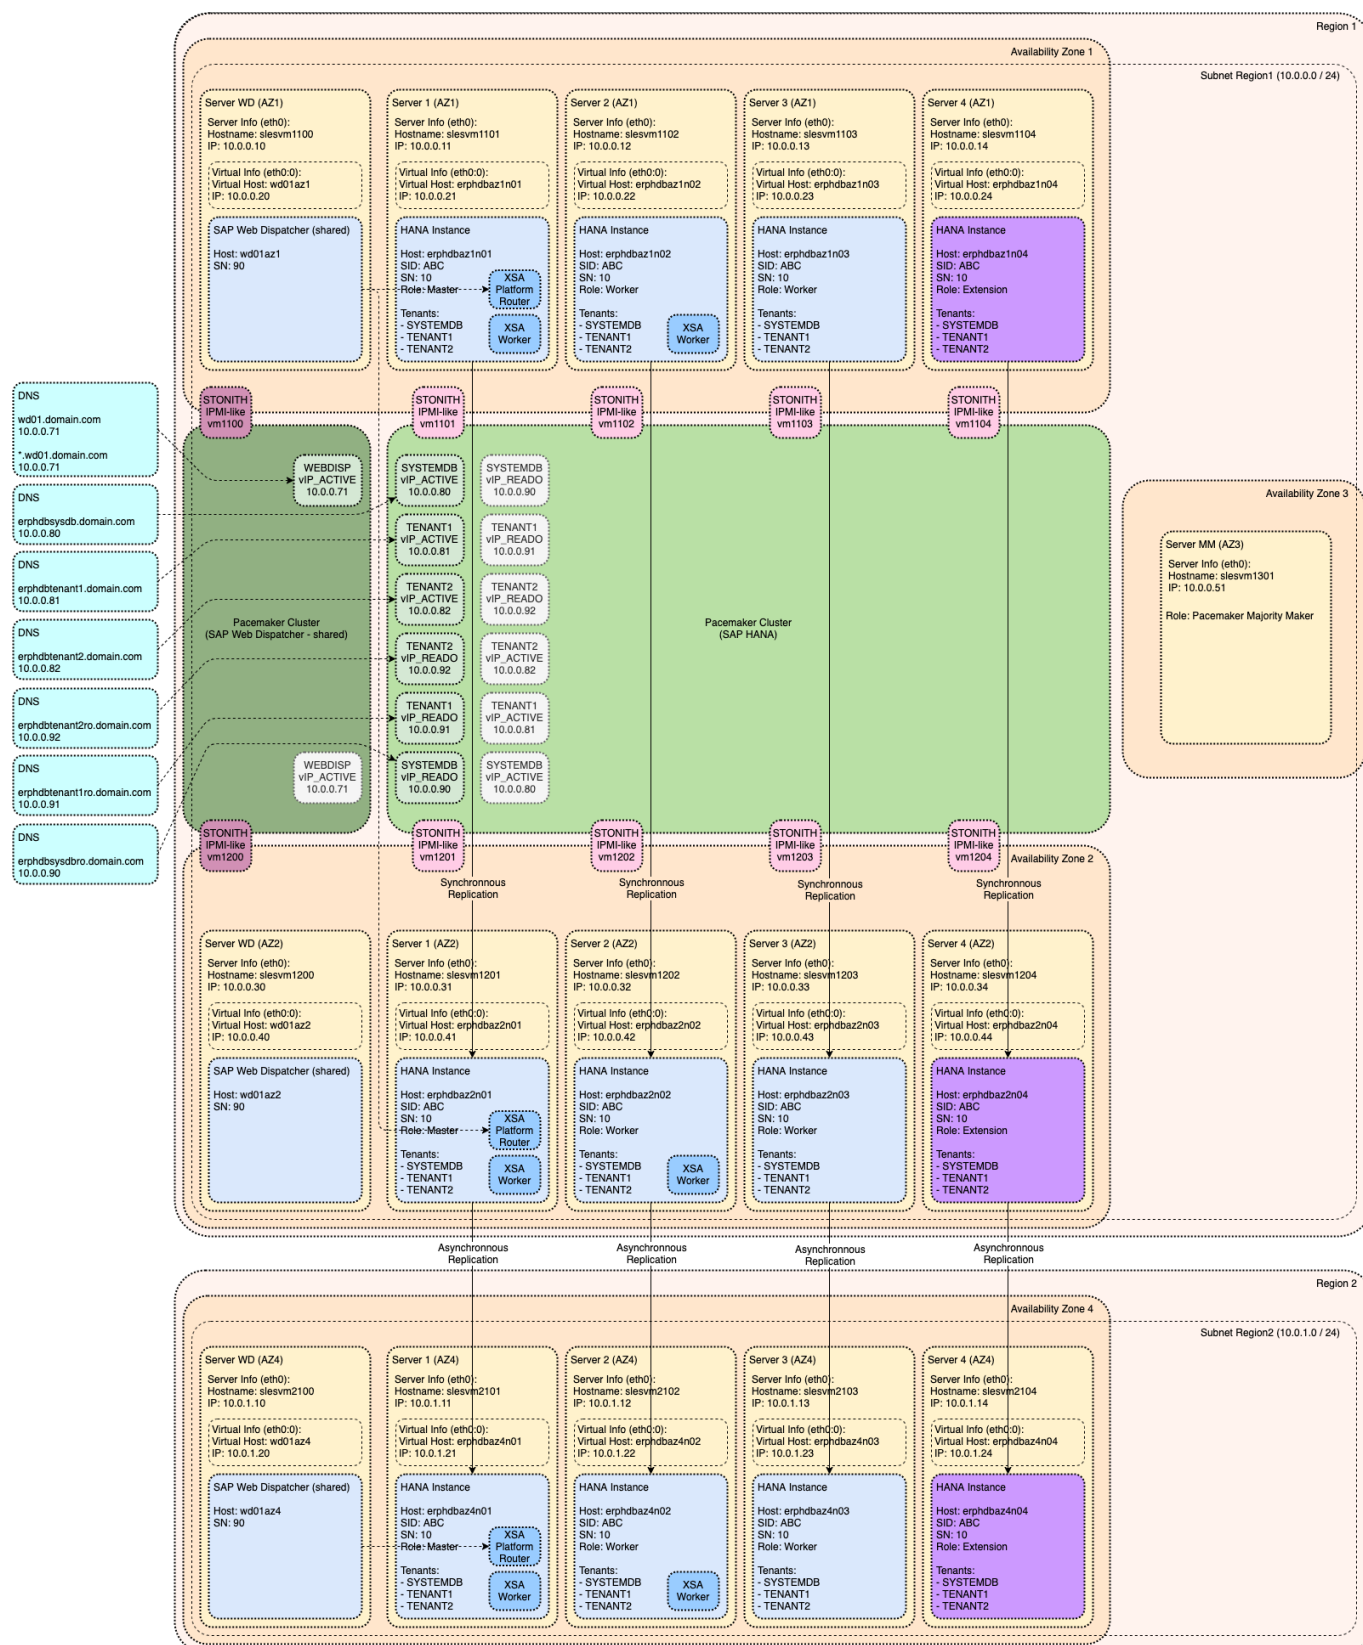 Region 1
Availability Zone 1
Subnet Region1 (10.0.0.0 / 24)
Server WD (AZ1)
Server Info (eth0):
Hostname: slesvm1100
IP: 10.0.0.10
Virtual Info (eth0:0):
Virtual Host: wd01az1
IP: 10.0.0.20
SAP Web Dispatcher (shared)
Host: wd01az1
SN: 90
Server 1 (AZ1)
Server Info (eth0):
Hostname: slesvm1101
IP: 10.0.0.11
Virtual Info (eth0:0):
Virtual Host: erphdbaz1n01
IP: 10.0.0.21
HANA Instance
Host: erphdbaz1n01
SID: ABC
SN: 10
Role: Master
Tenants:
- SYSTEMDB
- TENANT1
- TENANT2
XSA
Platform
Router
XSA
Worker
Server 2 (AZ1)
Server Info (eth0):
Hostname: slesvm1102
IP: 10.0.0.12
Virtual Info (eth0:0):
Virtual Host: erphdbaz1n02
IP: 10.0.0.22
HANA Instance
Host: erphdbaz1n02
SID: ABC
SN: 10
Role: Worker
Tenants:
- SYSTEMDB
- TENANT1
- TENANT2
XSA
Worker
Server 3 (AZ1)
Server Info (eth0):
Hostname: slesvm1103
IP: 10.0.0.13
Virtual Info (eth0:0):
Virtual Host: erphdbaz1n03
IP: 10.0.0.23
HANA Instance
Host: erphdbaz1n03
SID: ABC
SN: 10
Role: Worker
Tenants:
- SYSTEMDB
- TENANT1
- TENANT2
Server 4 (AZ1)
Server Info (eth0):
Hostname: slesvm1104
IP: 10.0.0.14
Virtual Info (eth0:0):
Virtual Host: erphdbaz1n04
IP: 10.0.0.24
HANA Instance
Host: erphdbaz1n04
SID: ABC
SN: 10
Role: Extension
Tenants:
- SYSTEMDB
- TENANT1
- TENANT2
STONITH
IPMI-like
vm1100
STONITH
IPMI-like
vm1101
STONITH
IPMI-like
vm1102
STONITH
IPMI-like
vm1103
STONITH
IPMI-like
vm1104
DNS
wd01.domain.com
10.0.0.71
*.wd01.domain.com
10.0.0.71
DNS
erphdbsysdb.domain.com
10.0.0.80
DNS
erphdbtenant1.domain.com
10.0.0.81
DNS
erphdbtenant2.domain.com
10.0.0.82
DNS
erphdbtenant2ro.domain.com
10.0.0.92
DNS
erphdbtenant1ro.domain.com
10.0.0.91
DNS
erphdbsysdbro.domain.com
10.0.0.90
WEBDISP
vIP_ACTIVE
10.0.0.71
Pacemaker Cluster
(SAP Web Dispatcher - shared)
WEBDISP
vIP_ACTIVE
10.0.0.71
SYSTEMDB
vIP_ACTIVE
10.0.0.80
SYSTEMDB
vIP_READO
10.0.0.90
TENANT1
vIP_ACTIVE
10.0.0.81
TENANT1
vIP_READO
10.0.0.91
TENANT2
vIP_ACTIVE
10.0.0.82
TENANT2
vIP_READO
10.0.0.92
TENANT2
vIP_READO
10.0.0.92
TENANT2
vIP_ACTIVE
10.0.0.82
TENANT1
vIP_READO
10.0.0.91
TENANT1
vIP_ACTIVE
10.0.0.81
SYSTEMDB
vIP_READO
10.0.0.90
SYSTEMDB
vIP_ACTIVE
10.0.0.80
Pacemaker Cluster
(SAP HANA)
Availability Zone 3
Server MM (AZ3)
Server Info (eth0):
Hostname: slesvm1301
IP: 10.0.0.51
Role: Pacemaker Majority Maker
STONITH
IPMI-like
vm1200
STONITH
IPMI-like
vm1201
STONITH
IPMI-like
vm1202
STONITH
IPMI-like
vm1203
STONITH
IPMI-like
vm1204
Availability Zone 2
Synchronnous
Replication
Synchronnous
Replication
Synchronnous
Replication
Synchronnous
Replication
Server WD (AZ2)
Server Info (eth0):
Hostname: slesvm1200
IP: 10.0.0.30
Virtual Info (eth0:0):
Virtual Host: wd01az2
IP: 10.0.0.40
SAP Web Dispatcher (shared)
Host: wd01az2
SN: 90
Server 1 (AZ2)
Server Info (eth0):
Hostname: slesvm1201
IP: 10.0.0.31
Virtual Info (eth0:0):
Virtual Host: erphdbaz2n01
IP: 10.0.0.41
HANA Instance
Host: erphdbaz2n01
SID: ABC
SN: 10
Role: Master
Tenants:
- SYSTEMDB
- TENANT1
- TENANT2
XSA
Platform
Router
XSA
Worker
Server 2 (AZ2)
Server Info (eth0):
Hostname: slesvm1202
IP: 10.0.0.32
Virtual Info (eth0:0):
Virtual Host: erphdbaz2n02
IP: 10.0.0.42
HANA Instance
Host: erphdbaz2n02
SID: ABC
SN: 10
Role: Worker
Tenants:
- SYSTEMDB
- TENANT1
- TENANT2
XSA
Worker
Server 3 (AZ2)
Server Info (eth0):
Hostname: slesvm1203
IP: 10.0.0.33
Virtual Info (eth0:0):
Virtual Host: erphdbaz2n03
IP: 10.0.0.43
HANA Instance
Host: erphdbaz2n03
SID: ABC
SN: 10
Role: Worker
Tenants:
- SYSTEMDB
- TENANT1
- TENANT2
Server 4 (AZ2)
Server Info (eth0):
Hostname: slesvm1204
IP: 10.0.0.34
Virtual Info (eth0:0):
Virtual Host: erphdbaz2n04
IP: 10.0.0.44
HANA Instance
Host: erphdbaz2n04
SID: ABC
SN: 10
Role: Extension
Tenants:
- SYSTEMDB
- TENANT1
- TENANT2
Asynchronnous
Replication
Asynchronnous
Replication
Asynchronnous
Replication
Asynchronnous
Replication
Region 2
Availability Zone 4
Subnet Region2 (10.0.1.0 / 24)
Server WD (AZ4)
Server Info (eth0):
Hostname: slesvm2100
IP: 10.0.1.10
Virtual Info (eth0:0):
Virtual Host: wd01az4
IP: 10.0.1.20
SAP Web Dispatcher (shared)
Host: wd01az4
SN: 90
Server 1 (AZ4)
Server Info (eth0):
Hostname: slesvm2101
IP: 10.0.1.11
Virtual Info (eth0:0):
Virtual Host: erphdbaz4n01
IP: 10.0.1.21
HANA Instance
Host: erphdbaz4n01
SID: ABC
SN: 10
Role: Master
Tenants:
- SYSTEMDB
- TENANT1
- TENANT2
XSA
Platform
Router
XSA
Worker
Server 2 (AZ4)
Server Info (eth0):
Hostname: slesvm2102
IP: 10.0.1.12
Virtual Info (eth0:0):
Virtual Host: erphdbaz4n02
IP: 10.0.1.22
HANA Instance
Host: erphdbaz4n02
SID: ABC
SN: 10
Role: Worker
Tenants:
- SYSTEMDB
- TENANT1
- TENANT2
XSA
Worker
Server 3 (AZ4)
Server Info (eth0):
Hostname: slesvm2103
IP: 10.0.1.13
Virtual Info (eth0:0):
Virtual Host: erphdbaz4n03
IP: 10.0.1.23
HANA Instance
Host: erphdbaz4n03
SID: ABC
SN: 10
Role: Worker
Tenants:
- SYSTEMDB
- TENANT1
- TENANT2
Server 4 (AZ4)
Server Info (eth0):
Hostname: slesvm2104
IP: 10.0.1.14
Virtual Info (eth0:0):
Virtual Host: erphdbaz4n04
IP: 10.0.1.24
HANA Instance
Host: erphdbaz4n04
SID: ABC
SN: 10
Role: Extension
Tenants:
- SYSTEMDB
- TENANT1
- TENANT2